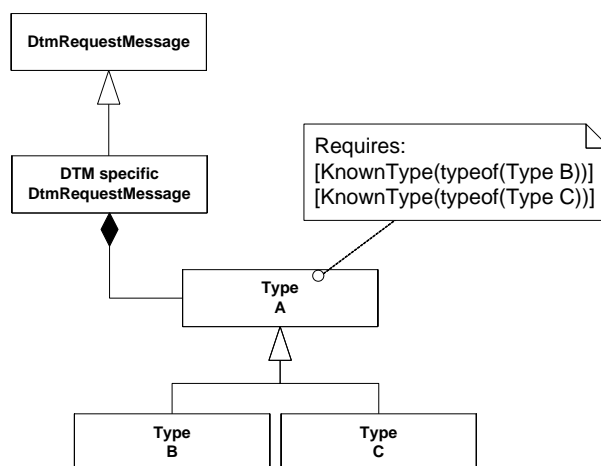 DtmRequestMessage
DTM specific
DtmRequestMessage
Requires:
[KnownType(typeof(Type B))]
[KnownType(typeof(Type C))]
Type
A
Type
B
Type
C